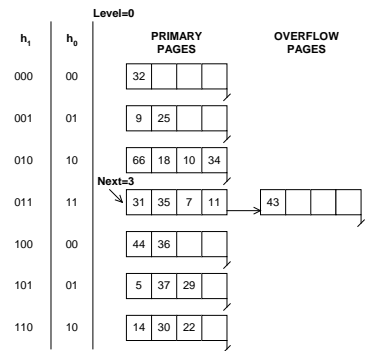 Level=0
h1 h0 PRIMARY PAGES OVERFLOW PAGES
000 00 32
001 01 9 25
010 10 66 18 10 34
Next=3
011 11 31 35 7 11 43
100 00 44 36
101 01 5 37 29
110 10 14 30 22